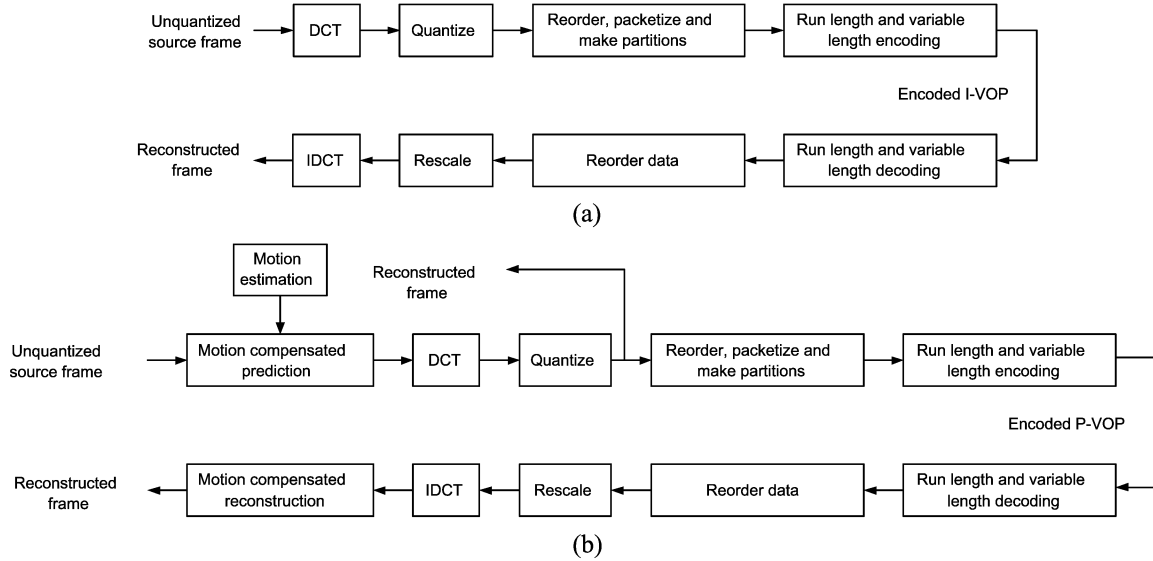 Unquantized
source frame
DCT
Quantize
Reorder, packetize and
make partitions
Run length and variable
length encoding
Encoded I-VOP
Reconstructed
frame
IDCT
Rescale
Reorder data
Run length and variable
length decoding
(a)
Motion
estimation
Reconstructed
frame
Unquantized
source frame
Motion compensated
prediction
DCT
Quantize
Reorder, packetize and
make partitions
Run length and variable
length encoding
Encoded P-VOP
Reconstructed
frame
Motion compensated
reconstruction
IDCT
Rescale
Reorder data
Run length and variable
length decoding
(b)